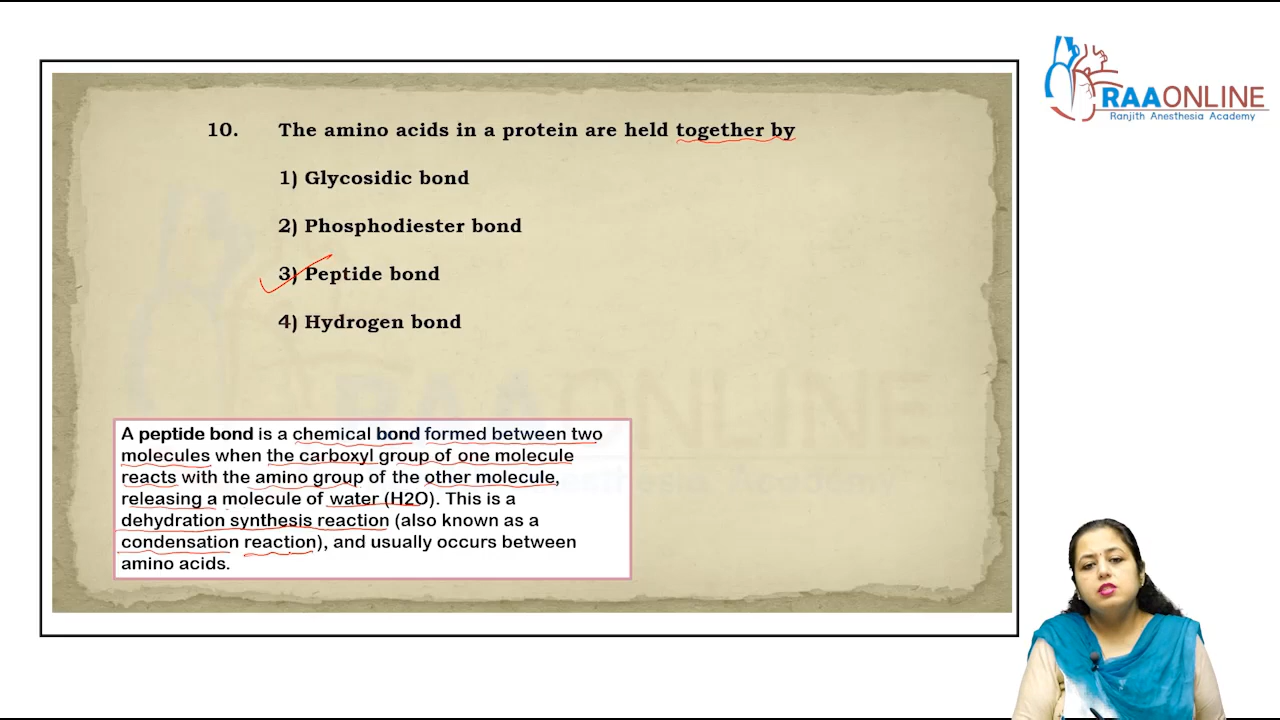 RAAONLINE
Ranjith Anesthesia Academy
10. The amino acids in a protein are held together by
1) Glycosidic bond
2) Phosphodiester bond
3) Peptide bond
4) Hydrogen bond
A peptide bond is a chemical bond formed between two
molecules when the carboxyl group of one molecule
reacts with the amino group of the other molecule,
releasing a molecule of water (H2O). This is a
dehydration synthesis reaction (also known as a
condensation reaction), and usually occurs between
amino acids.
RAAONLINE
Anesthesia Academy